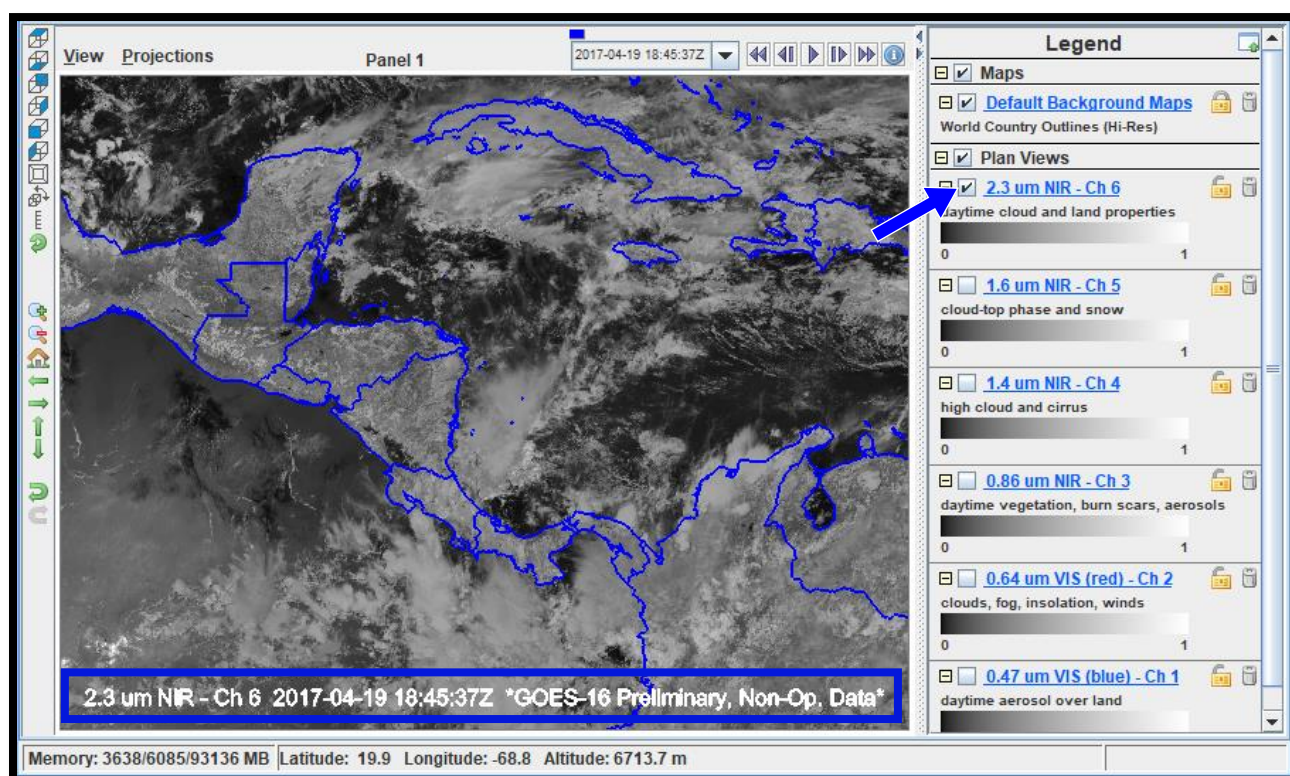 View Projections Panel 1 2017-04-19 18:45:37Z
2.3 um NIR - Ch 6 2017-04-19 18:45:37Z *GOES-16 Preliminary, Non-Op, Data*
Legend
Maps
Default Background Maps
World Country Outlines (Hi-Res)
Plan Views
2.3 um NIR - Ch 6
daytime cloud and land properties
0 1
1.6 um NIR - Ch 5
cloud-top phase and snow
0 1
1.4 um NIR - Ch 4
high cloud and cirrus
0 1
0.86 um NIR - Ch 3
daytime vegetation, burn scars, aerosols
0 1
0.64 um VIS (red) - Ch 2
clouds, fog, insolation, winds
0 1
0.47 um VIS (blue) - Ch 1
daytime aerosol over land
Memory: 3638/6085/93136 MB Latitude: 19.9 Longitude: -68.8 Altitude: 6713.7 m